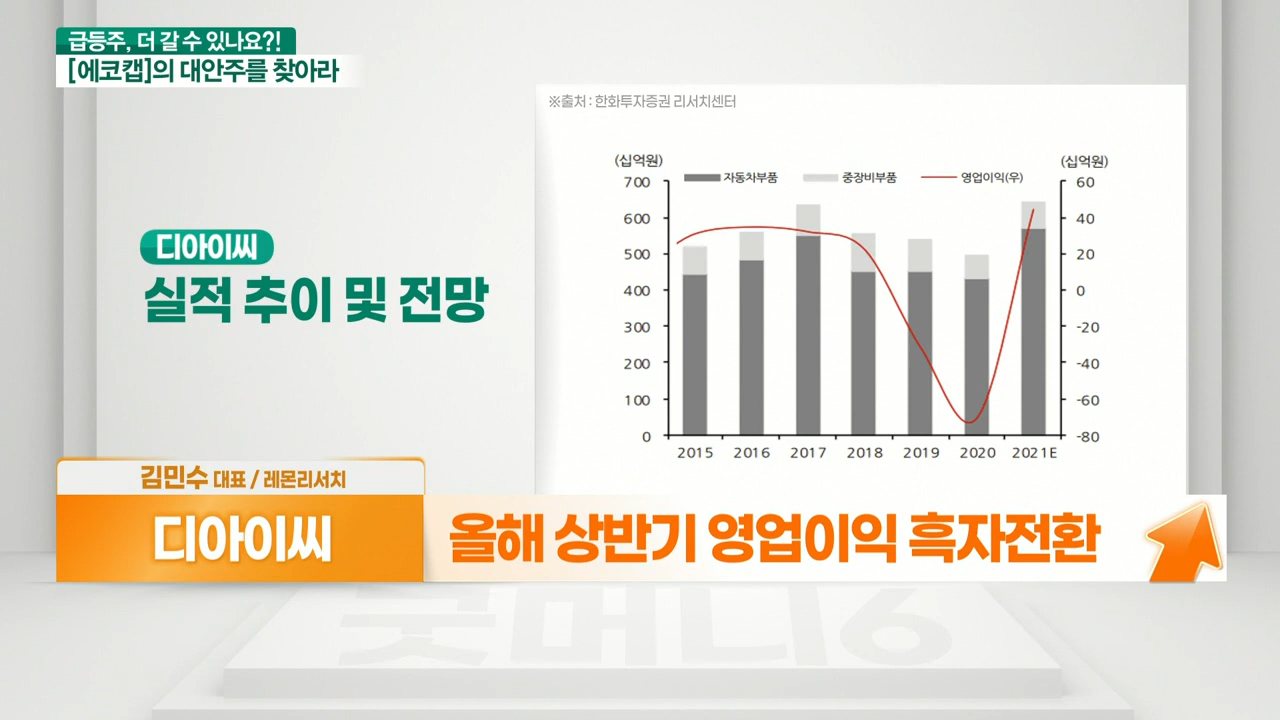 급등주, 더 갈 수 있나요?!
[에코캡]의 대안주를 찾아라
※출처 : 한화투자증권 리서치센터
디아이씨
실적 추이 및 전망
(십억원)
(십억원)
자동차부품
중장비부품
영업이익(우)
700
600
500
400
300
200
100
0
60
40
20
0
-20
-40
-60
-80
2015 2016 2017 2018 2019 2020 2021E
김민수 대표 / 레몬리서치
디아이씨
올해 상반기 영업이익 흑자전환
굿머니6